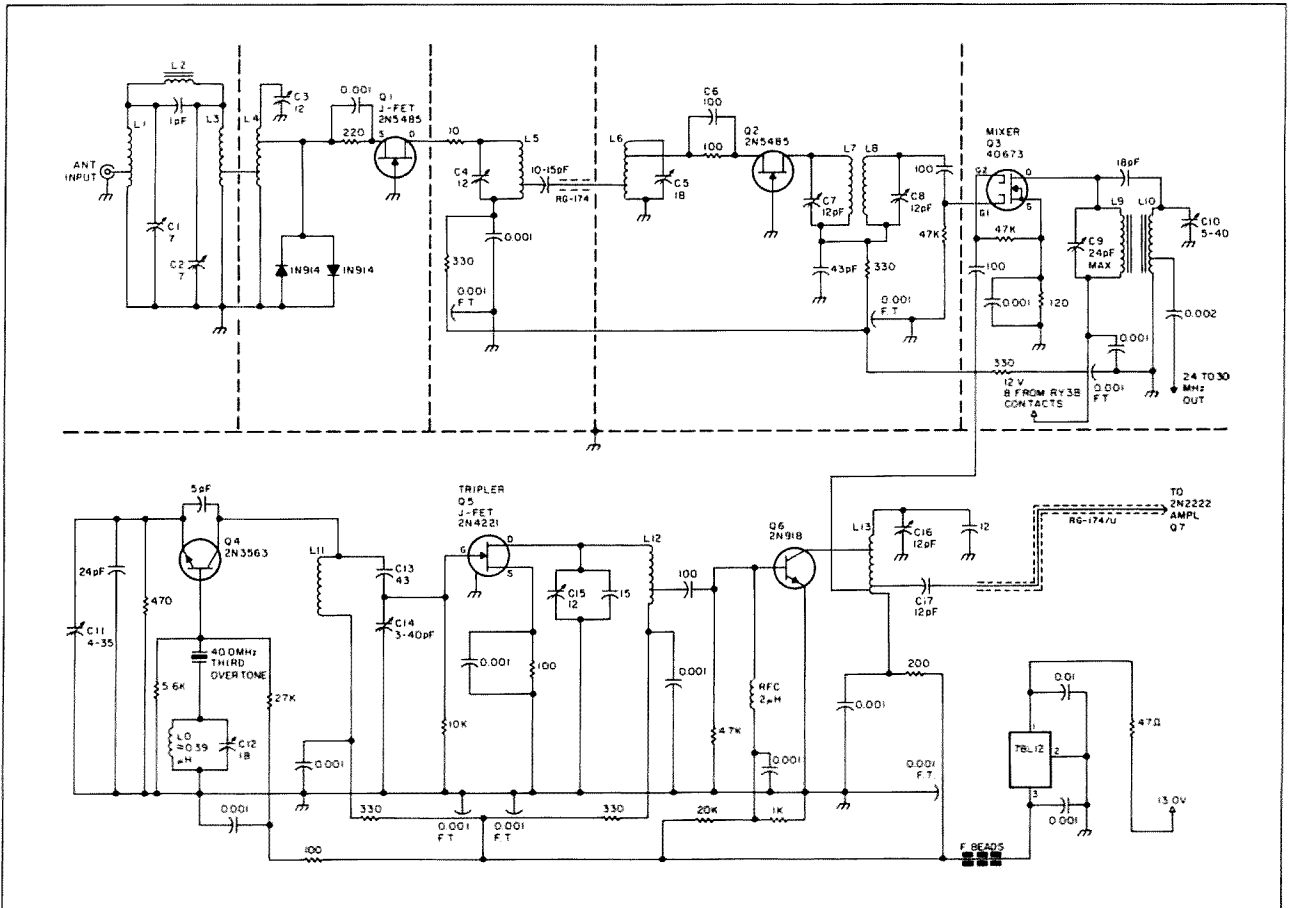 L2
1pF
L1
L3
L4
C3
12
0.001
220
S
D
Q1
J-FET
2N5485
ANT
INPUT
C1
7
C2
7
1N914
1N914
10
C4
12
L5
10-15pF
RG-174
330
0.001
0.001
F.T.
L6
C5
18
C6
100
100
Q2
2N5485
L7
L8
C7
12pF
C8
12pF
43pF
330
0.001
F.T.
100
47K
MIXER
Q3
40673
G2
G1
D
S
47K
100
0.001
120
18pF
L9
L10
C9
24pF
MAX
C10
5-40
0.001
0.002
330
12 V
8 FROM RY3B
CONTACTS
0.001
FT
24 TO 30
MHz
OUT
5pF
Q4
2N3563
24pF
470
C11
4-35
5.6K
40.0MHz
THIRD
OVERTONE
27K
LO
≈0.39
μH
C12
18
0.001
100
L11
0.001
C13
43
C14
3-40pF
TRIPLER
Q5
J-FET
2N4221
G
D
S
10K
0.001
100
C15
12
15
L12
100
0.001
330
0.001
F.T.
0.001
F.T.
330
Q6
2N918
4.7K
RFC
2μH
0.001
20K
1K
L13
C16
12pF
12
C17
12pF
RG-174/U
TO
2N2222
AMPL
Q7
200
0.001
0.001
F.T.
F BEADS
78L12
1
2
3
0.01
0.001
47Ω
13.0V